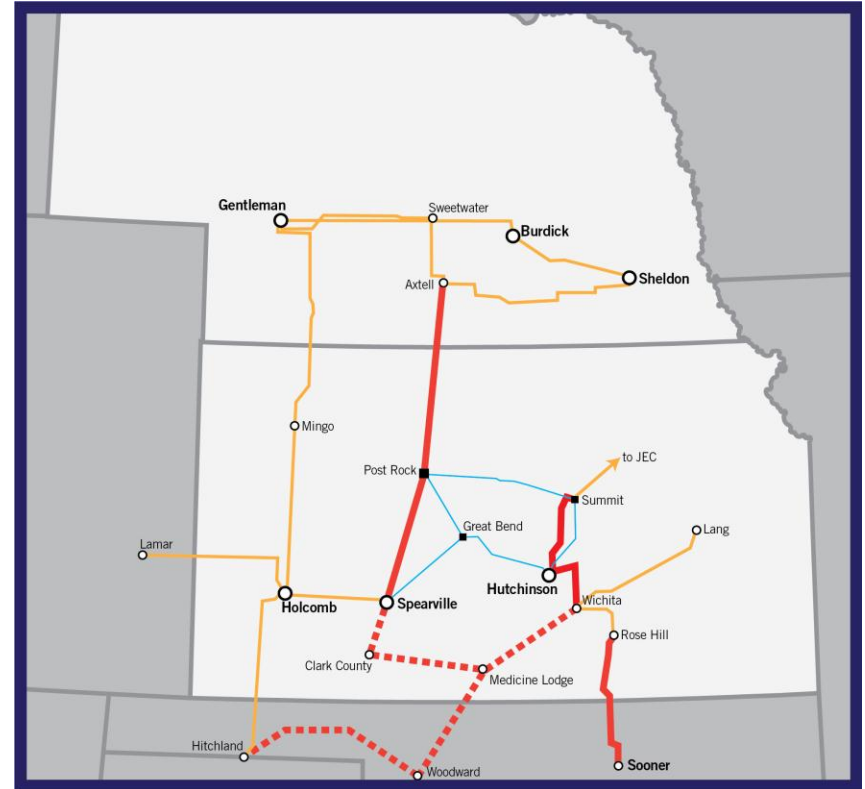 Sweetwater
Gentleman
Burdick
Sheldon
Axtell
Mingo
to JEC
Post Rock
Summit
Great Bend
Lang
Lamar
Hutchinson
Holcomb
Spearville
Wichita
Rose Hill
Clark County
Medicine Lodge
Hitchland
Woodward
Sooner